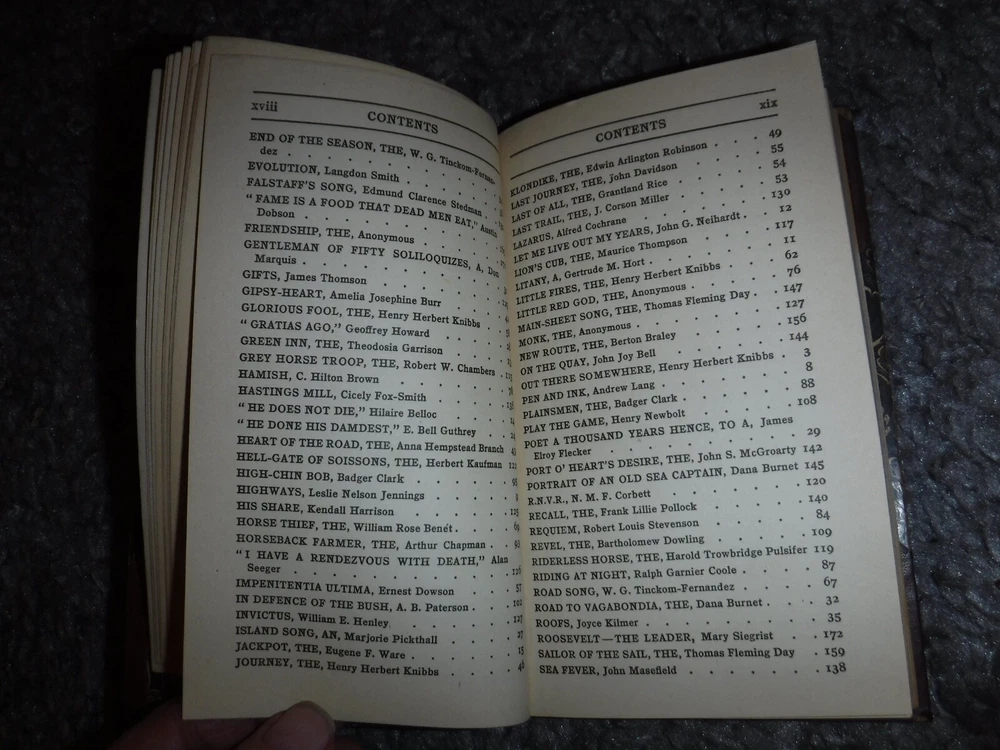 xviii
CONTENTS
END OF THE SEASON, THE, W. G. Tinckom-Fernan-
dez . . . . . . . . .
EVOLUTION, Langdon Smith . . . .
FALSTAFF'S SONG, Edmund Clarence Stedman . .
"FAME IS A FOOD THAT DEAD MEN EAT," Austin
Dobson . . . . . . . .
FRIENDSHIP, THE, Anonymous . . . .
GENTLEMAN OF FIFTY SOLILOQUIZES, A, Don
Marquis . . . . . . . .
GIFTS, James Thomson . . . . .
GIPSY-HEART, Amelia Josephine Burr . . .
GLORIOUS FOOL, THE, Henry Herbert Knibbs . .
"GRATIAS AGO," Geoffrey Howard . . .
GREEN INN, THE, Theodosia Garrison . . .
GREY HORSE TROOP, THE, Robert W. Chambers .
HAMISH, C. Hilton Brown . . . . .
HASTINGS MILL, Cicely Fox-Smith . . . .
"HE DOES NOT DIE," Hilaire Belloc . . .
"HE DONE HIS DAMDEST," E. Bell Guthrey . .
HEART OF THE ROAD, THE, Anna Hempstead Branch
HELL-GATE OF SOISSONS, THE, Herbert Kaufman
HIGH-CHIN BOB, Badger Clark . . . .
HIGHWAYS, Leslie Nelson Jennings . . . .
HIS SHARE, Kendall Harrison . . . . .
HORSE THIEF, THE, William Rose Benét . . .
HORSEBACK FARMER, THE, Arthur Chapman . .
"I HAVE A RENDEZVOUS WITH DEATH," Alan
Seeger . . . . . . . .
IMPENITENTIA ULTIMA, Ernest Dowson . . . 57
IN DEFENCE OF THE BUSH, A. B. Paterson . .
INVICTUS, William E. Henley . . . . 127
ISLAND SONG, AN, Marjorie Pickthall . . . 27
JACKPOT, THE, Eugene F. Ware . . . . 15
JOURNEY, THE, Henry Herbert Knibbs . . .
xix
CONTENTS
KLONDIKE, THE, Edwin Arlington Robinson . . . 49
LAST JOURNEY, THE, John Davidson . . . 55
LAST OF ALL, THE, Grantland Rice . . . 54
LAST TRAIL, THE, J. Corson Miller . . . 53
LAZARUS, Alfred Cochrane . . . . . 130
LET ME LIVE OUT MY YEARS, John G. Neihardt . . 12
LION'S CUB, THE, Maurice Thompson . . . 117
LITANY, A, Gertrude M. Hort . . . . . 11
LITTLE FIRES, THE, Henry Herbert Knibbs . . 62
LITTLE RED GOD, THE, Anonymous . . . 76
MAIN-SHEET SONG, THE, Thomas Fleming Day . . 147
MONK, THE, Anonymous . . . . . 127
NEW ROUTE, THE, Berton Braley . . . . 156
ON THE QUAY, John Joy Bell . . . . 144
OUT THERE SOMEWHERE, Henry Herbert Knibbs . 3
PEN AND INK, Andrew Lang . . . . . 8
PLAINSMEN, THE, Badger Clark . . . . 88
PLAY THE GAME, Henry Newbolt . . . . 108
POET A THOUSAND YEARS HENCE, TO A, James
Elroy Flecker . . . . . . . 29
PORT O' HEART'S DESIRE, THE, John S. McGroarty 142
PORTRAIT OF AN OLD SEA CAPTAIN, Dana Burnet 145
R.N.V.R., N. M. F. Corbett . . . . . 120
RECALL, THE, Frank Lillie Pollock . . . . 140
REQUIEM, Robert Louis Stevenson . . . . 84
REVEL, THE, Bartholomew Dowling . . . . 109
RIDERLESS HORSE, THE, Harold Trowbridge Pulsifer 119
RIDING AT NIGHT, Ralph Garnier Coole . . . 87
ROAD SONG, W. G. Tinckom-Fernandez . . . 67
ROAD TO VAGABONDIA, THE, Dana Burnet . . . 32
ROOFS, Joyce Kilmer . . . . . . 35
ROOSEVELT—THE LEADER, Mary Siegrist . . 172
SAILOR OF THE SAIL, THE, Thomas Fleming Day . 159
SEA FEVER, John Masefield . . . . . 138